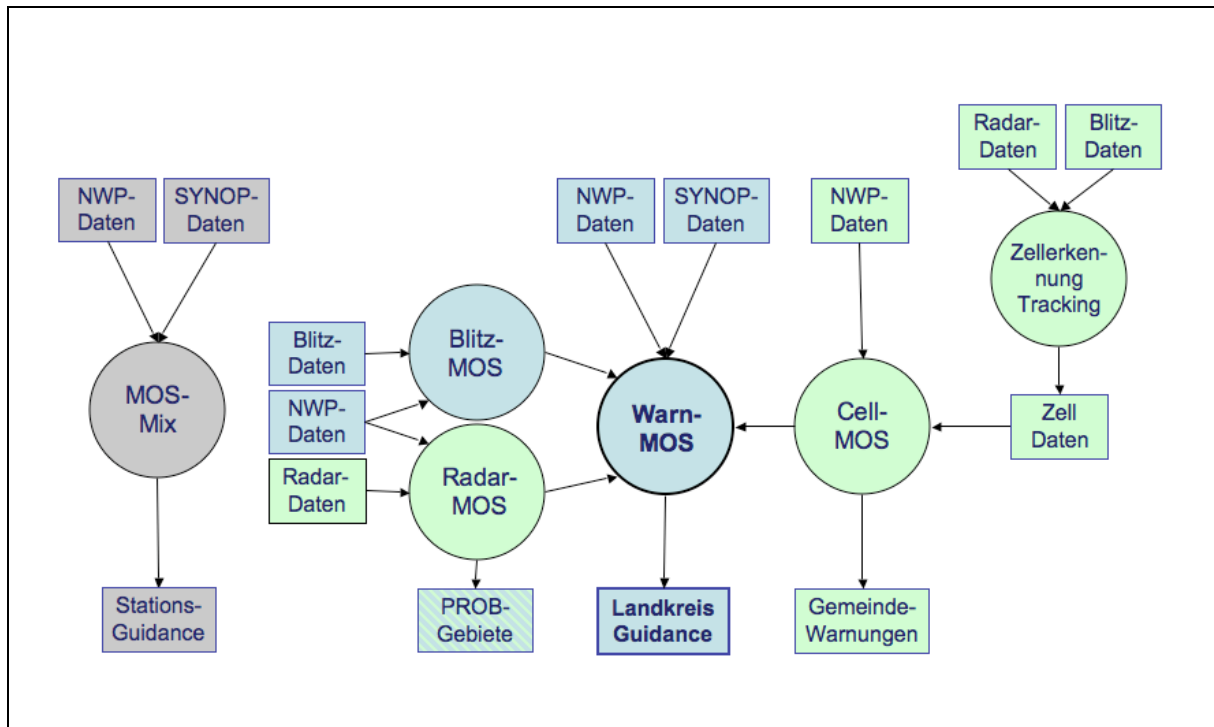 Radar-
Daten
Blitz-
Daten
NWP-
Daten
SYNOP-
Daten
NWP-
Daten
SYNOP-
Daten
NWP-
Daten
Zellerken-
nung
Tracking
Blitz-
Daten
Blitz-
MOS
MOS-
Mix
NWP-
Daten
Warn-
MOS
Cell-
MOS
Zell
Daten
Radar-
Daten
Radar-
MOS
Stations-
Guidance
PROB-
Gebiete
Landkreis
Guidance
Gemeinde-
Warnungen